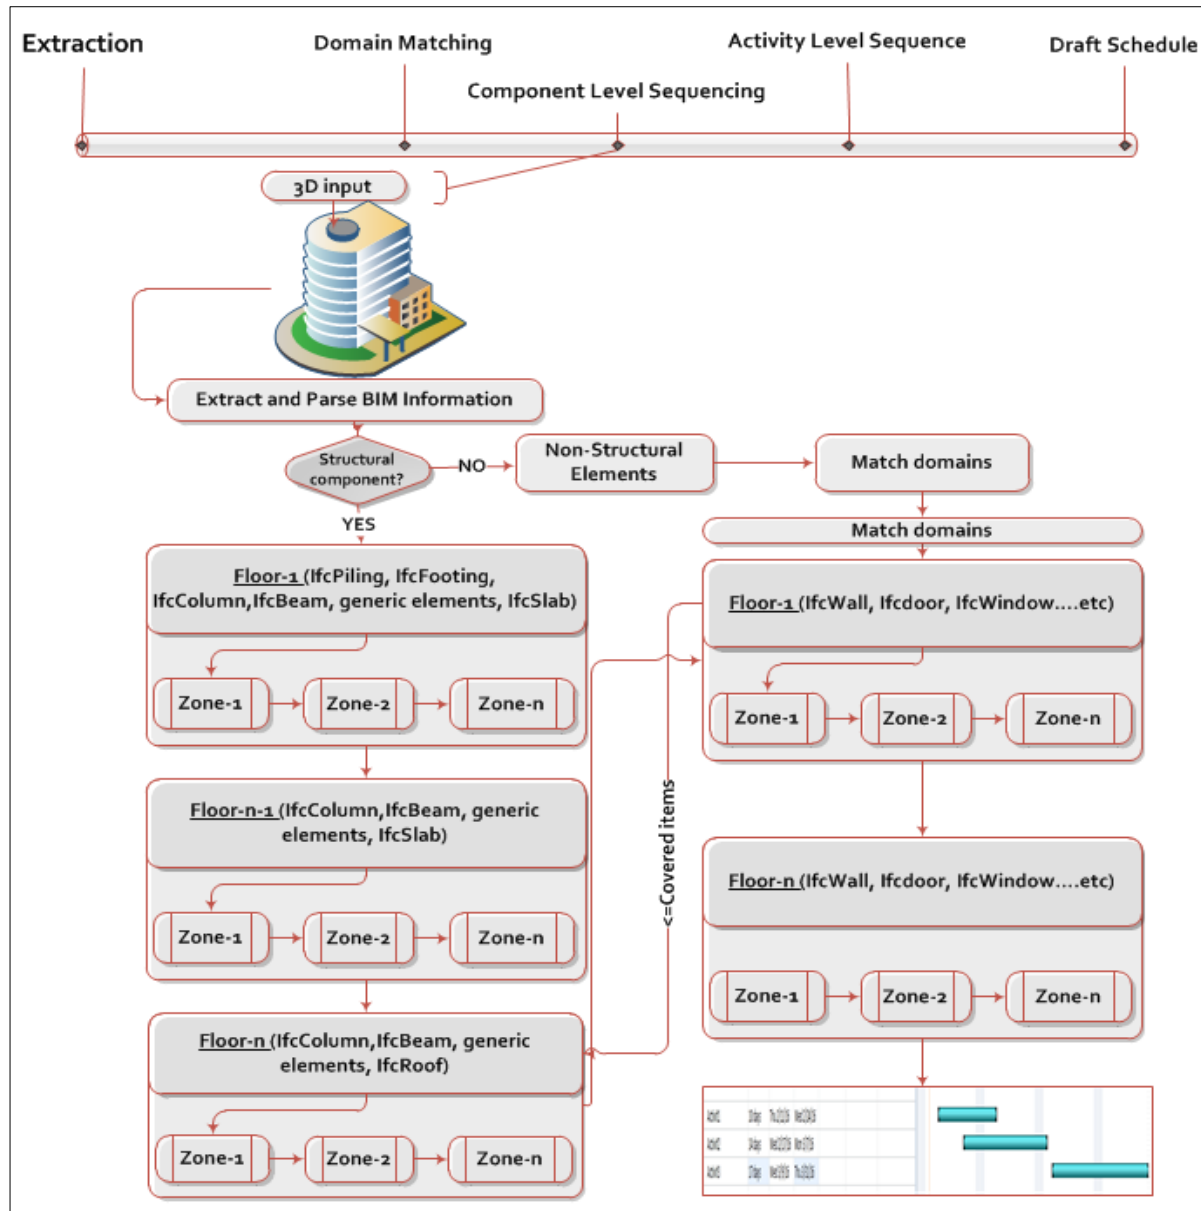 Extraction
Domain Matching
Component Level Sequencing
Activity Level Sequence
Draft Schedule
3D input
Extract and Parse BIM Information
Structural
component?
NO
Non-Structural
Elements
Match domains
Match domains
YES
Floor-1 (IfcPiling, IfcFooting,
IfcColumn,IfcBeam, generic elements, IfcSlab)
Zone-1
Zone-2
Zone-n
Floor-n-1 (IfcColumn,IfcBeam, generic
elements, IfcSlab)
Zone-1
Zone-2
Zone-n
Floor-n (IfcColumn,IfcBeam, generic
elements, IfcRoof)
Zone-1
Zone-2
Zone-n
<=Covered items
Floor-1 (IfcWall, Ifcdoor, IfcWindow....etc)
Zone-1
Zone-2
Zone-n
Floor-n (IfcWall, Ifcdoor, IfcWindow....etc)
Zone-1
Zone-2
Zone-n